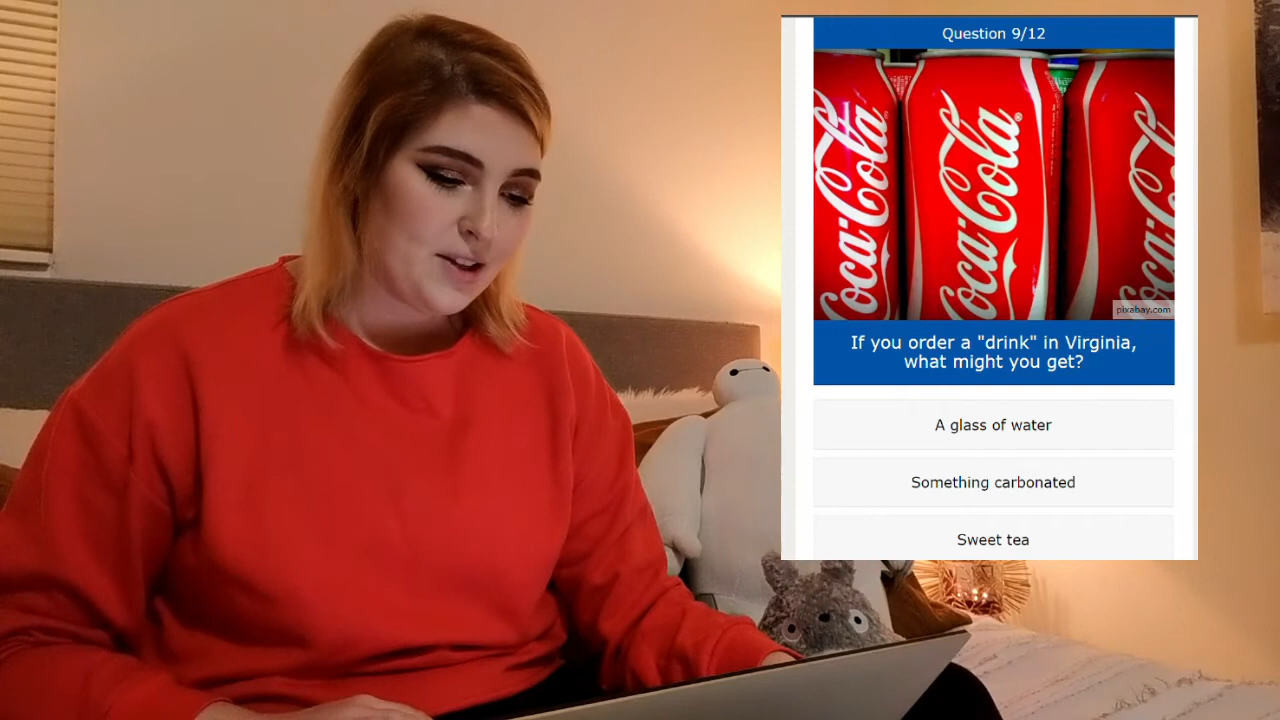 Question 9/12
Coca-Cola
Coca-Cola
Coca-Cola
pixabay.com
If you order a "drink" in Virginia,
what might you get?
A glass of water
Something carbonated
Sweet tea